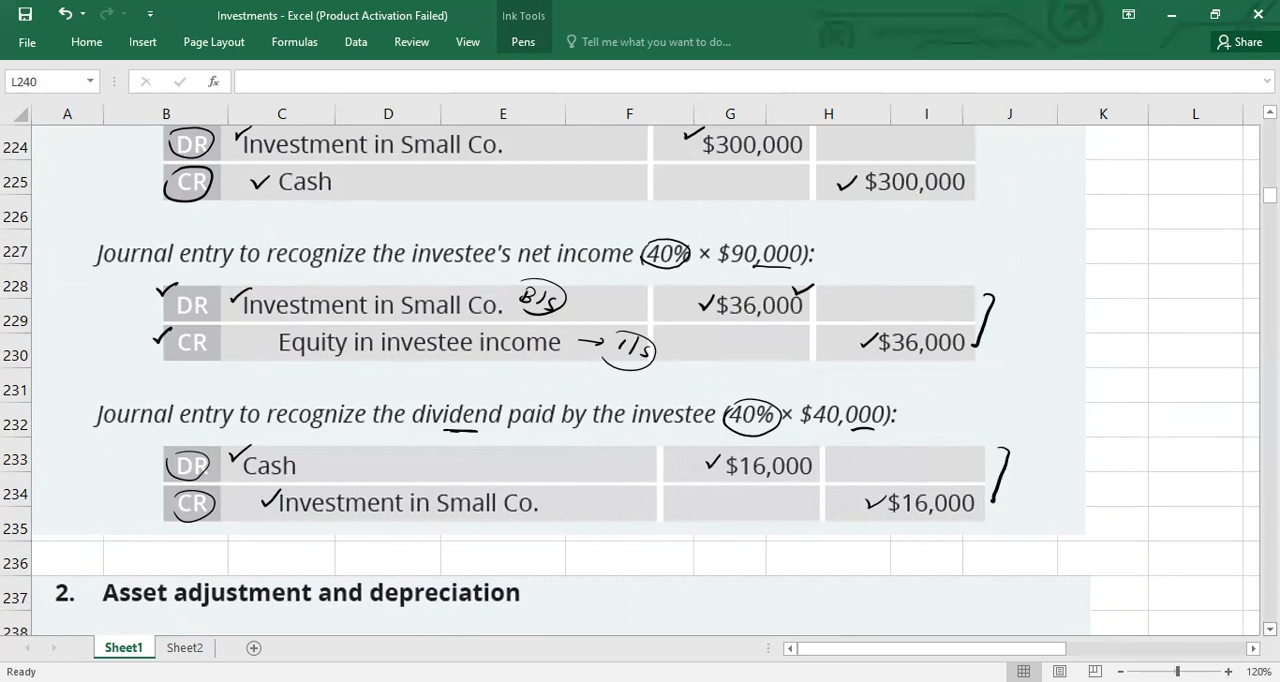 Investments - Excel (Product Activation Failed)
Ink Tools
File Home Insert Page Layout Formulas Data Review View Pens Tell me what you want to do... Share
L240 fx
A B C D E F G H I J K L
224 DR Investment in Small Co. $300,000
225 CR Cash $300,000
226
227 Journal entry to recognize the investee's net income (40% × $90,000):
228
229 DR Investment in Small Co. B/S $36,000
230 CR Equity in investee income → I/S $36,000
231
232 Journal entry to recognize the dividend paid by the investee (40% × $40,000):
233 DR Cash $16,000
234 CR Investment in Small Co. $16,000
235
236
237 2. Asset adjustment and depreciation
238
Sheet1 Sheet2
Ready 120%